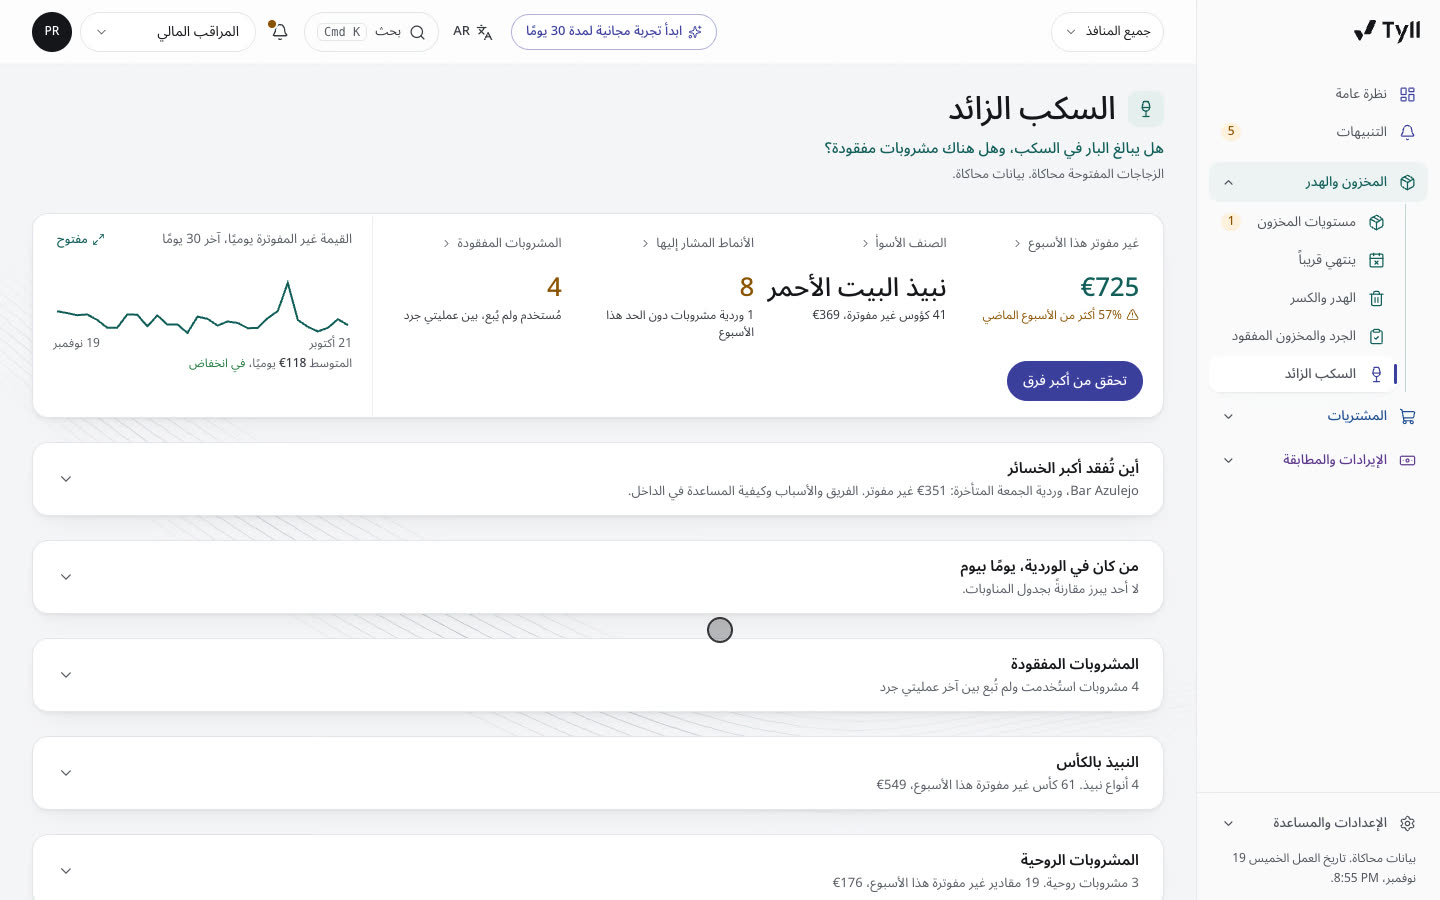 Tyll
نظرة عامة
التنبيهات
5
المخزون والهدر
مستويات المخزون
1
ينتهي قريباً
الهدر والكسر
الجرد والمخزون المفقود
السكب الزائد
المشتريات
الإيرادات والمطابقة
الإعدادات والمساعدة
بيانات محاكاة. تاريخ العمل الخميس 19
نوفمبر، 8:55 PM.
جميع المنافذ
ابدأ تجربة مجانية لمدة 30 يومًا
AR
بحث
Cmd K
المراقب المالي
PR
السكب الزائد
هل يبالغ البار في السكب، وهل هناك مشروبات مفقودة؟
الزجاجات المفتوحة محاكاة. بيانات محاكاة.
غير مفوتر هذا الأسبوع
€725
57% أكثر من الأسبوع الماضي
الصنف الأسوأ
نبيذ البيت الأحمر
41 كؤوس غير مفوترة، €369
الأنماط المشار إليها
8
1 وردية مشروبات دون الحد هذا
الأسبوع
المشروبات المفقودة
4
مُستخدم ولم يُبع، بين عمليتي جرد
تحقق من أكبر فرق
القيمة غير المفوترة يوميًا، آخر 30 يومًا
مفتوح
21 أكتوبر
19 نوفمبر
المتوسط €118 يوميًا، في انخفاض
أين تُفقد أكبر الخسائر
Bar Azulejo، وردية الجمعة المتأخرة: €351 غير مفوتر. الفريق والأسباب وكيفية المساعدة في الداخل.
من كان في الوردية، يومًا بيوم
لا أحد يبرز مقارنةً بجدول المناوبات.
المشروبات المفقودة
4 مشروبات استُخدمت ولم تُبع بين آخر عمليتي جرد
النبيذ بالكأس
4 أنواع نبيذ. 61 كأس غير مفوترة هذا الأسبوع، €549
المشروبات الروحية
3 مشروبات روحية. 19 مقادير غير مفوترة هذا الأسبوع، €176